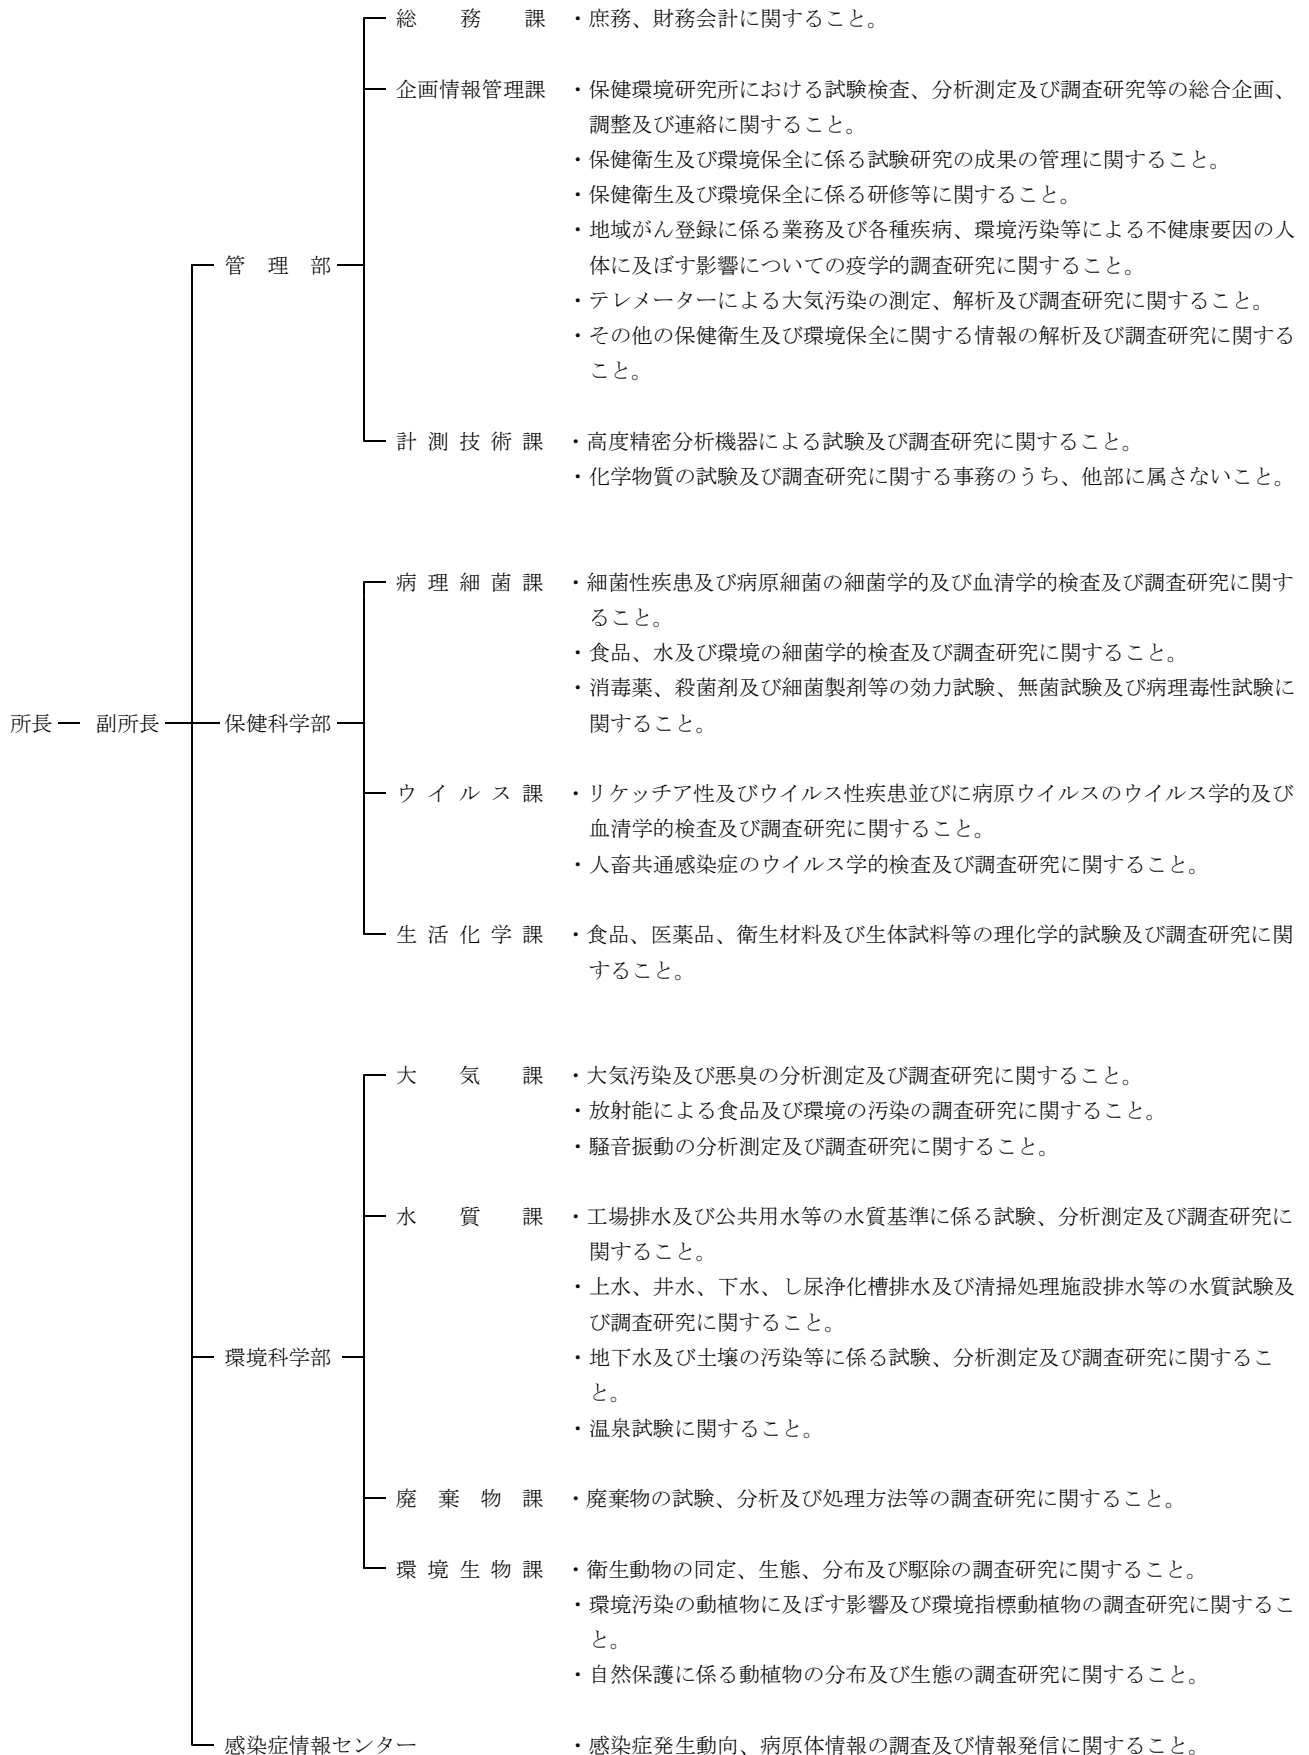 総務課 ・庶務、財務会計に関すること。
企画情報管理課 ・保健環境研究所における試験検査、分析測定及び調査研究等の総合企画、
調整及び連絡に関すること。
・保健衛生及び環境保全に係る試験研究の成果の管理に関すること。
・保健衛生及び環境保全に係る研修等に関すること。
・地域がん登録に係る業務及び各種疾病、環境汚染等による不健康要因の人
管理部 体に及ぼす影響についての疫学的調査研究に関すること。
・テレメーターによる大気汚染の測定、解析及び調査研究に関すること。
・その他の保健衛生及び環境保全に関する情報の解析及び調査研究に関する
こと。
計測技術課 ・高度精密分析機器による試験及び調査研究に関すること。
・化学物質の試験及び調査研究に関する事務のうち、他部に属さないこと。
病理細菌課 ・細菌性疾患及び病原細菌の細菌学的及び血清学的検査及び調査研究に関す
ること。
・食品、水及び環境の細菌学的検査及び調査研究に関すること。
・消毒薬、殺菌剤及び細菌製剤等の効力試験、無菌試験及び病理毒性試験に
所長 副所長 保健科学部 関すること。
ウイルス課 ・リケッチア性及びウイルス性疾患並びに病原ウイルスのウイルス学的及び
血清学的検査及び調査研究に関すること。
・人畜共通感染症のウイルス学的検査及び調査研究に関すること。
生活化学課 ・食品、医薬品、衛生材料及び生体試料等の理化学的試験及び調査研究に関
すること。
大気課 ・大気汚染及び悪臭の分析測定及び調査研究に関すること。
・放射能による食品及び環境の汚染の調査研究に関すること。
・騒音振動の分析測定及び調査研究に関すること。
水質課 ・工場排水及び公共用水等の水質基準に係る試験、分析測定及び調査研究に
関すること。
・上水、井水、下水、し尿浄化槽排水及び清掃処理施設排水等の水質試験及
び調査研究に関すること。
環境科学部 ・地下水及び土壌の汚染等に係る試験、分析測定及び調査研究に関するこ
と。
・温泉試験に関すること。
廃棄物課 ・廃棄物の試験、分析及び処理方法等の調査研究に関すること。
環境生物課 ・衛生動物の同定、生態、分布及び駆除の調査研究に関すること。
・環境汚染の動植物に及ぼす影響及び環境指標動植物の調査研究に関するこ
と。
・自然保護に係る動植物の分布及び生態の調査研究に関すること。
感染症情報センター ・感染症発生動向、病原体情報の調査及び情報発信に関すること。